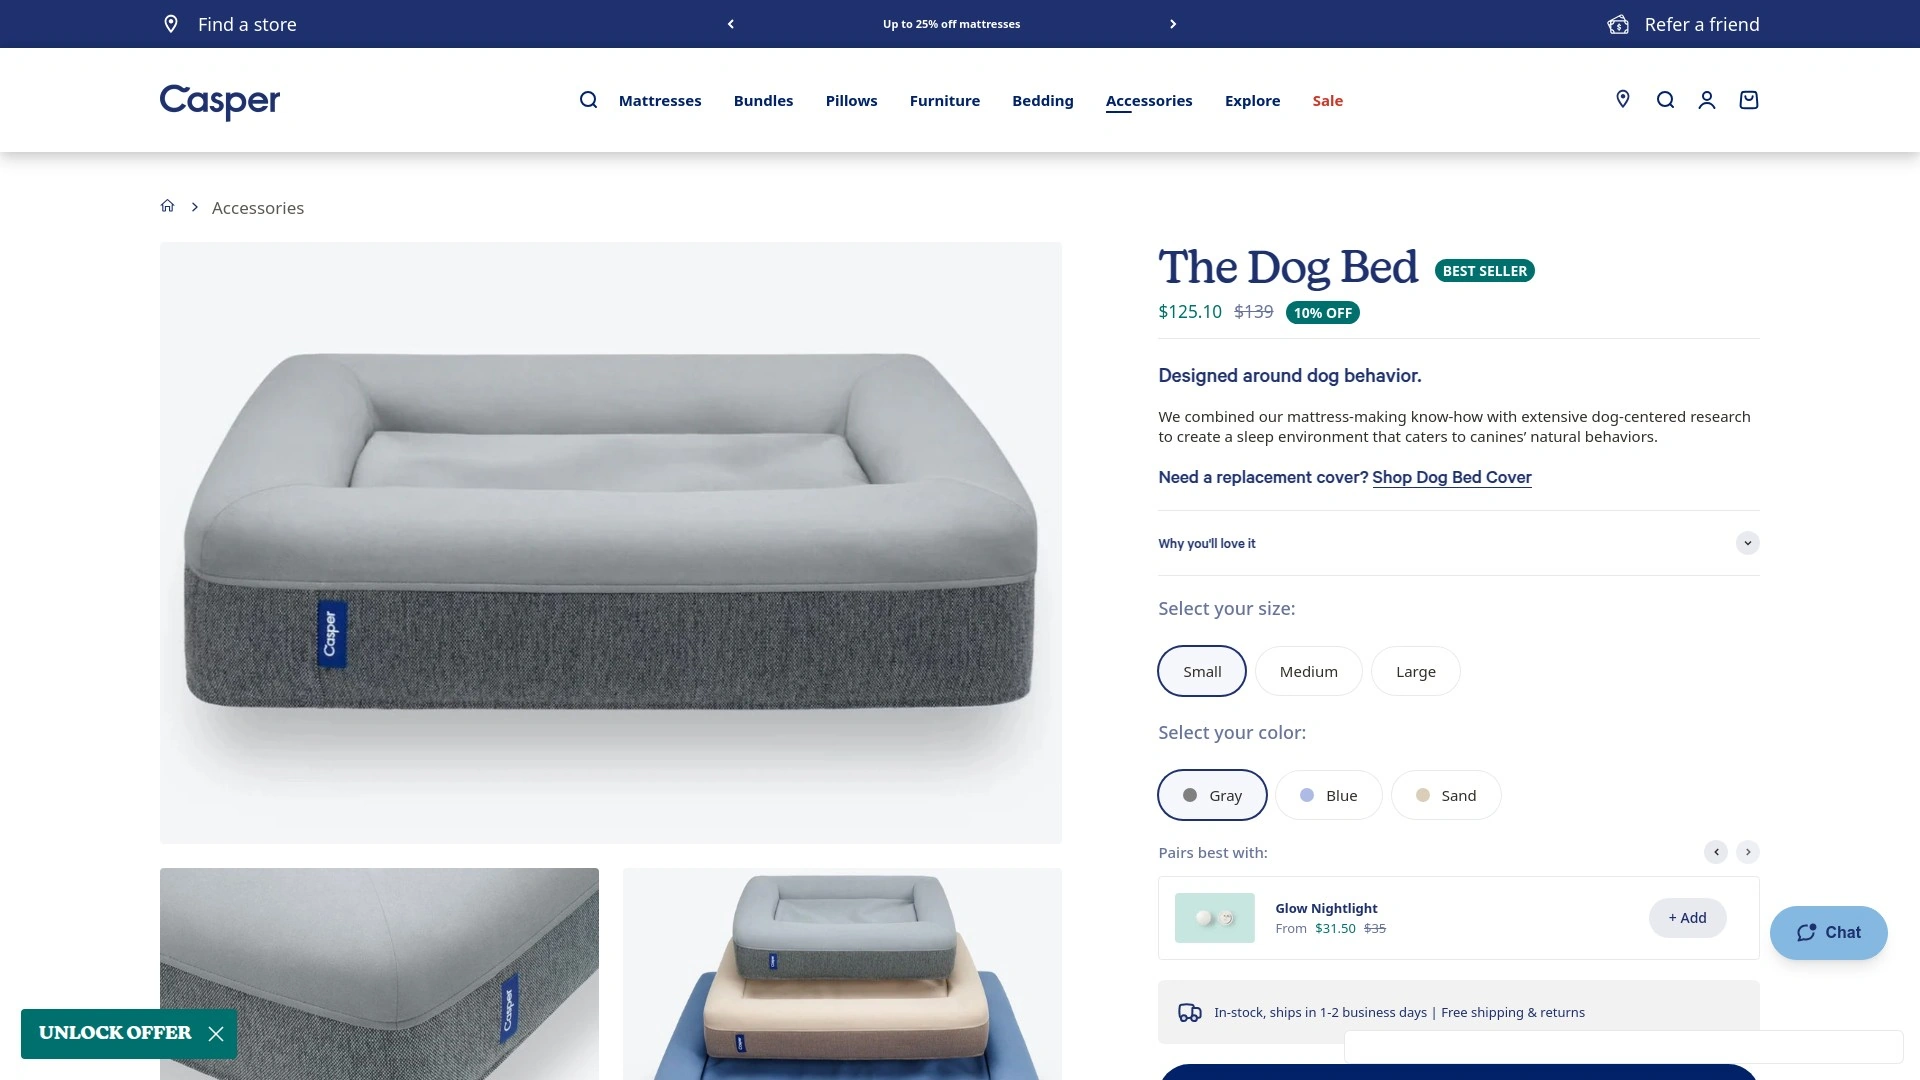 Find a store
Up to 25% off mattresses
Refer a friend
Casper
Mattresses
Bundles
Pillows
Furniture
Bedding
Accessories
Explore
Sale
Accessories
Casper
The Dog Bed
BEST SELLER
$125.10 $139 10% OFF
Designed around dog behavior.
We combined our mattress-making know-how with extensive dog-centered research
to create a sleep environment that caters to canines’ natural behaviors.
Need a replacement cover? Shop Dog Bed Cover
Why you'll love it
Select your size:
Small
Medium
Large
Select your color:
Gray
Blue
Sand
Pairs best with:
Glow Nightlight
From $31.50 $35
+ Add
In-stock, ships in 1-2 business days | Free shipping & returns
Chat
Casper
UNLOCK OFFER